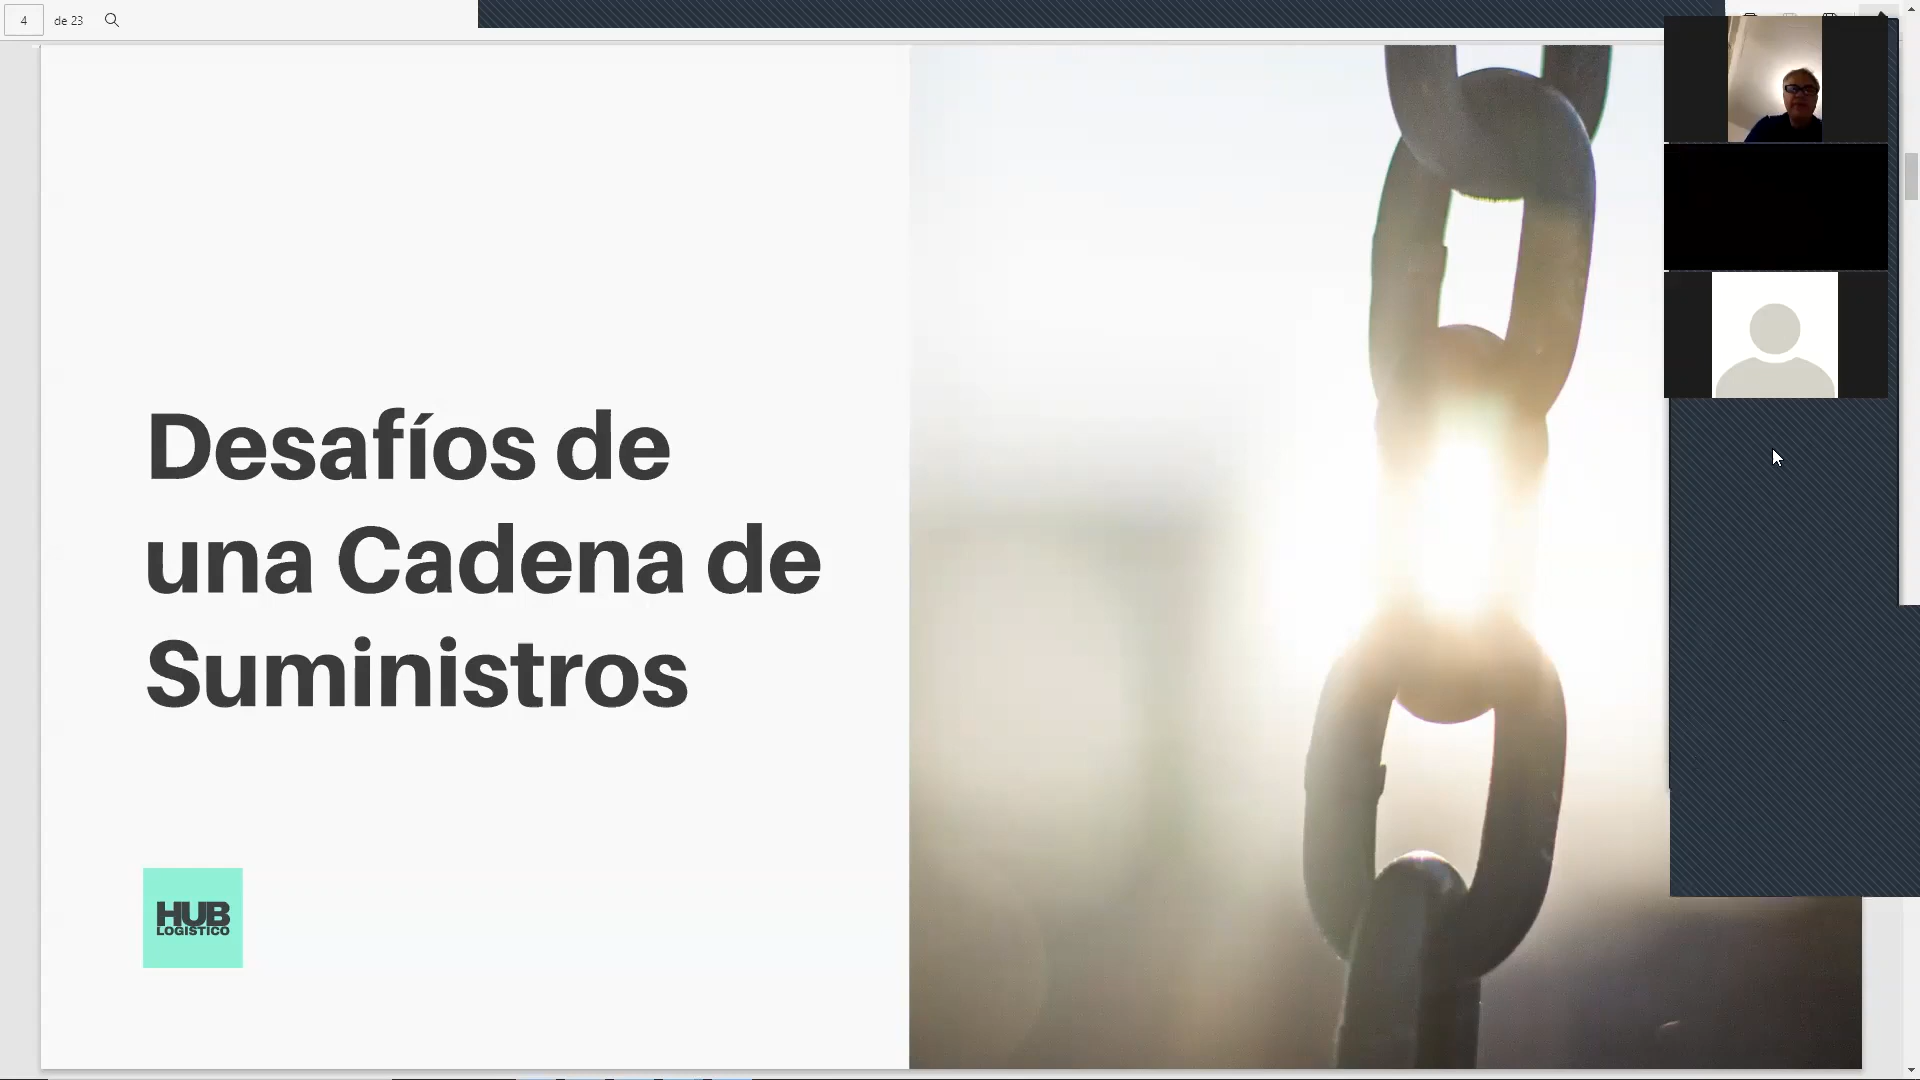 4 de 23
Desafíos de
una Cadena de
Suministros
HUB
LOGISTICO